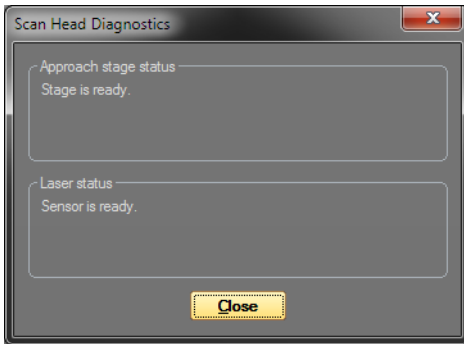 Scan Head Diagnostics
Approach stage status
Stage is ready.
Laser status
Sensor is ready.
Close